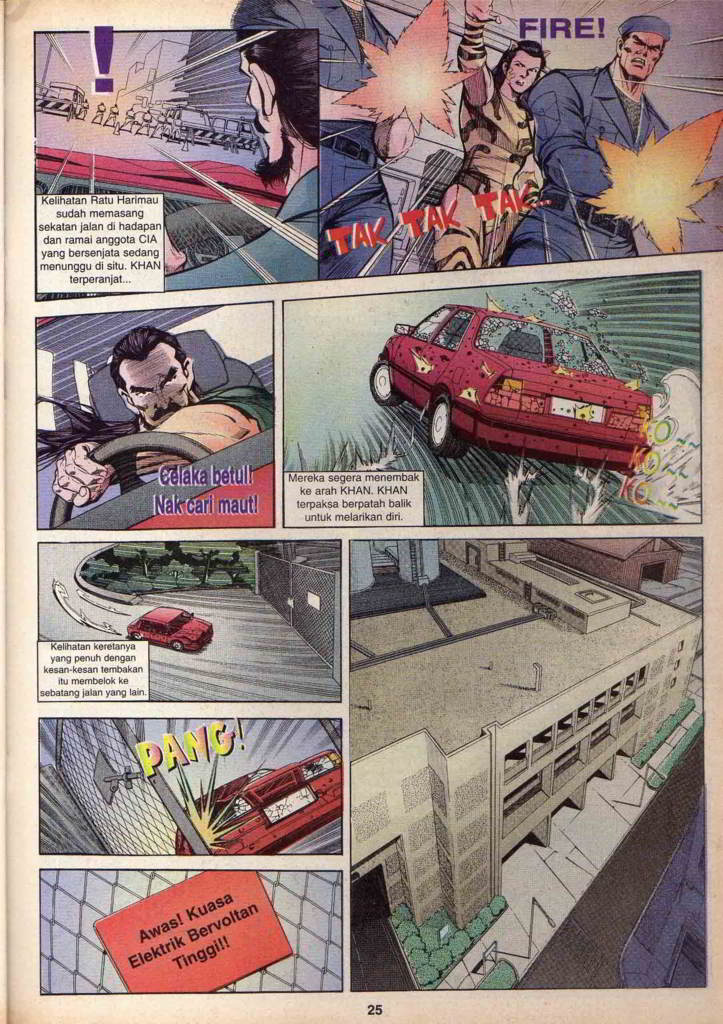 !
Kelihatan Ratu Harimau
sudah memasang
sekatan jalan di hadapan
dan ramai anggota CIA
yang bersenjata sedang
menunggu di situ. KHAN
terperanjat...
FIRE!
TAK TAK TAK...
Celaka betul!
Nak cari maut!
Mereka segera menembak
ke arah KHAN. KHAN
terpaksa berpatah balik
untuk melarikan diri.
KO~~
KO~~
KO~~
Kelihatan keretanya
yang penuh dengan
kesan-kesan tembakan
itu membelok ke
sebatang jalan yang lain.
PANG!
Awas! Kuasa
Elektrik Bervoltan
Tinggi!!
25